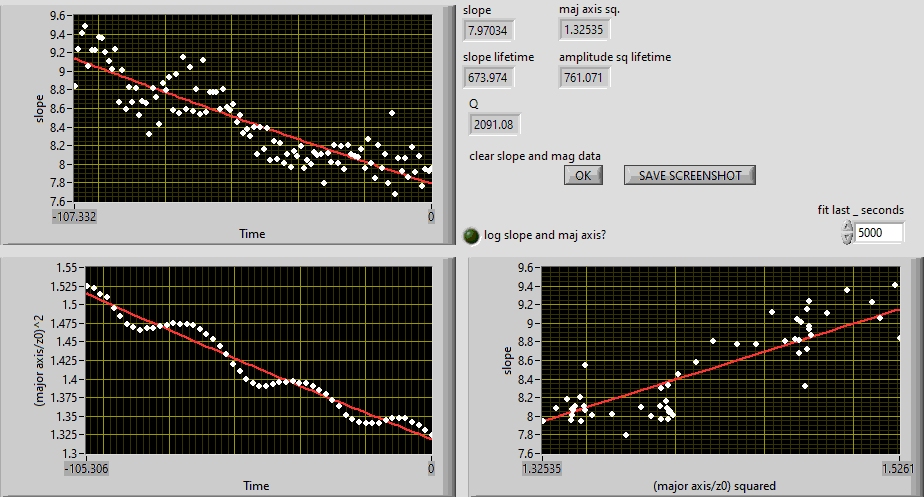 slope
maj axis sq.
7.97034
1.32535
slope lifetime
amplitude sq lifetime
673.974
761.071
Q
2091.08
clear slope and mag data
OK
SAVE SCREENSHOT
fit last _ seconds
5000
log slope and maj axis?
9.6
9.4
9.2
9
8.8
8.6
8.4
8.2
8
7.8
7.6
slope
-107.332
0
Time
1.55
1.525
1.5
1.475
1.45
1.425
1.4
1.375
1.35
1.325
1.3
(major axis/z0)^2
-105.306
0
Time
9.6
9.4
9.2
9
8.8
8.6
8.4
8.2
8
7.8
7.6
slope
1.32535
1.5261
(major axis/z0) squared